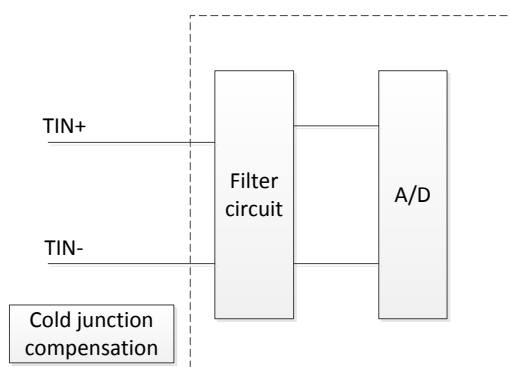 TIN+
Filter
circuit
A/D
TIN-
Cold junction
compensation